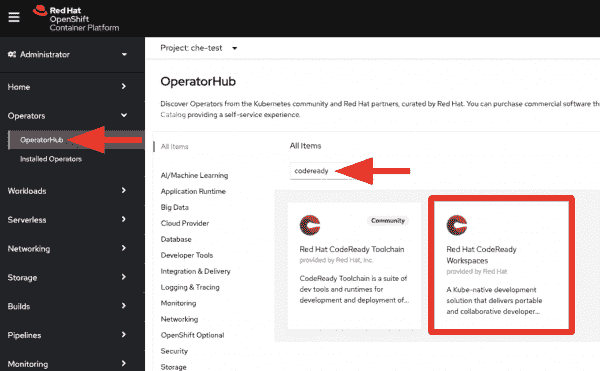 Red Hat
OpenShift
Container Platform
Administrator
Project: che-test
Home
Operators
OperatorHub
Installed Operators
Workloads
Serverless
Networking
Storage
Builds
Pipelines
Monitoring
OperatorHub
Discover Operators from the Kubernetes community and Red Hat partners, curated by Red Hat. You can purchase commercial software th
Catalog providing a self-service experience.
All Items
AI/Machine Learning
Application Runtime
Big Data
Cloud Provider
Database
Developer Tools
Integration & Delivery
Logging & Tracing
Monitoring
Networking
OpenShift Optional
Security
Storage
All Items
codeready
Community
Red Hat CodeReady Toolchain
provided by Red Hat, Inc.
CodeReady Toolchain is a suite of
dev tools and runtimes for
development and deployment of...
Red Hat CodeReady
Workspaces
provided by Red Hat
A Kube-native development
solution that delivers portable
and collaborative developer...